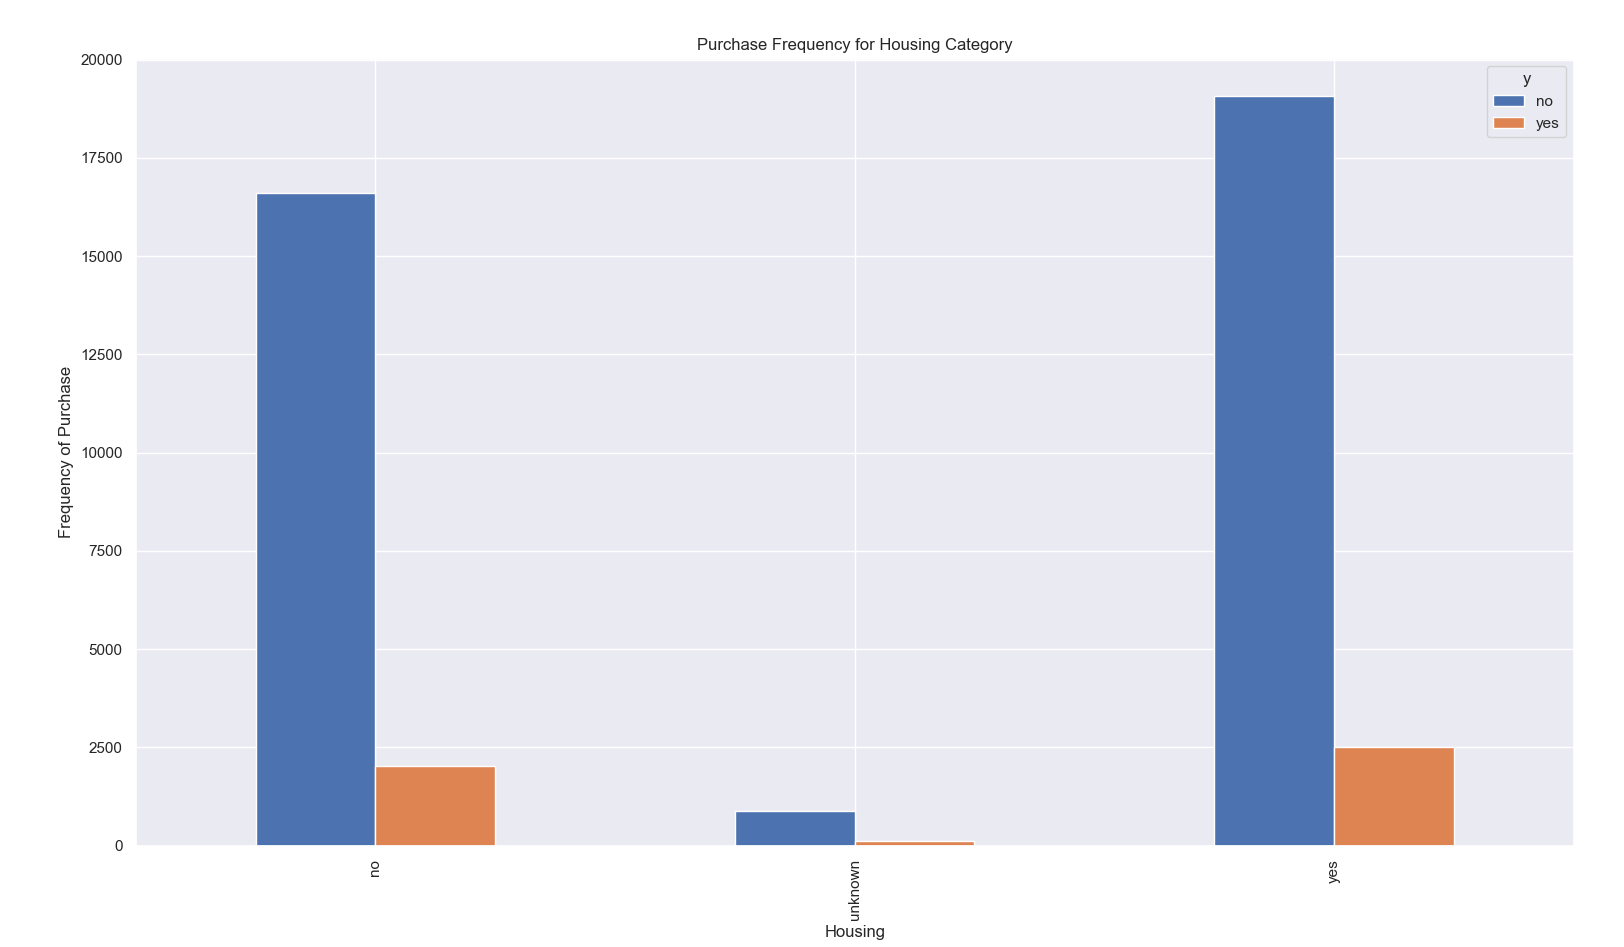 Purchase Frequency for Housing Category
20000
17500
15000
12500
10000
7500
5000
2500
0
Frequency of Purchase
y
no
yes
no
unknown
yes
Housing